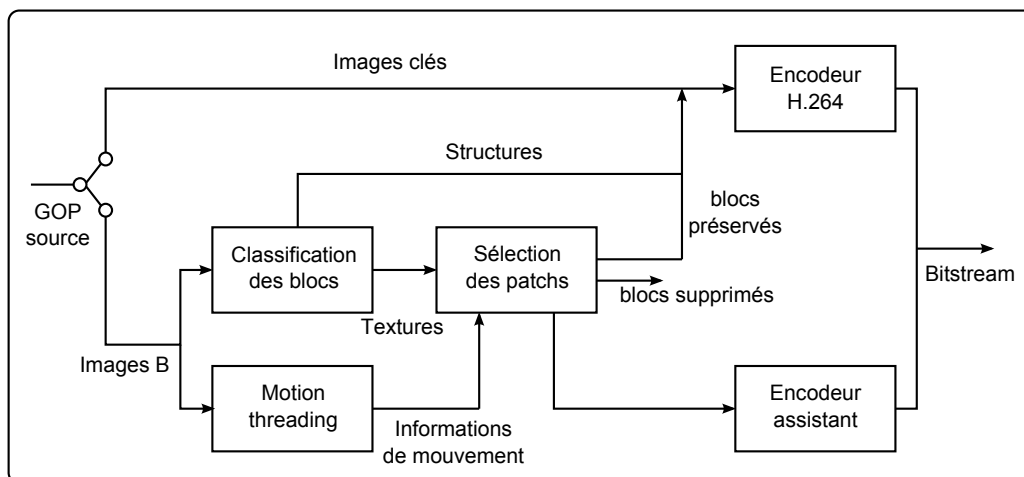 Images clés
Encodeur
H.264
Structures
GOP
source
blocs
préservés
Classification
des blocs
Sélection
des patchs
blocs supprimés
Bitstream
Textures
Images B
Motion
threading
Informations
de mouvement
Encodeur
assistant